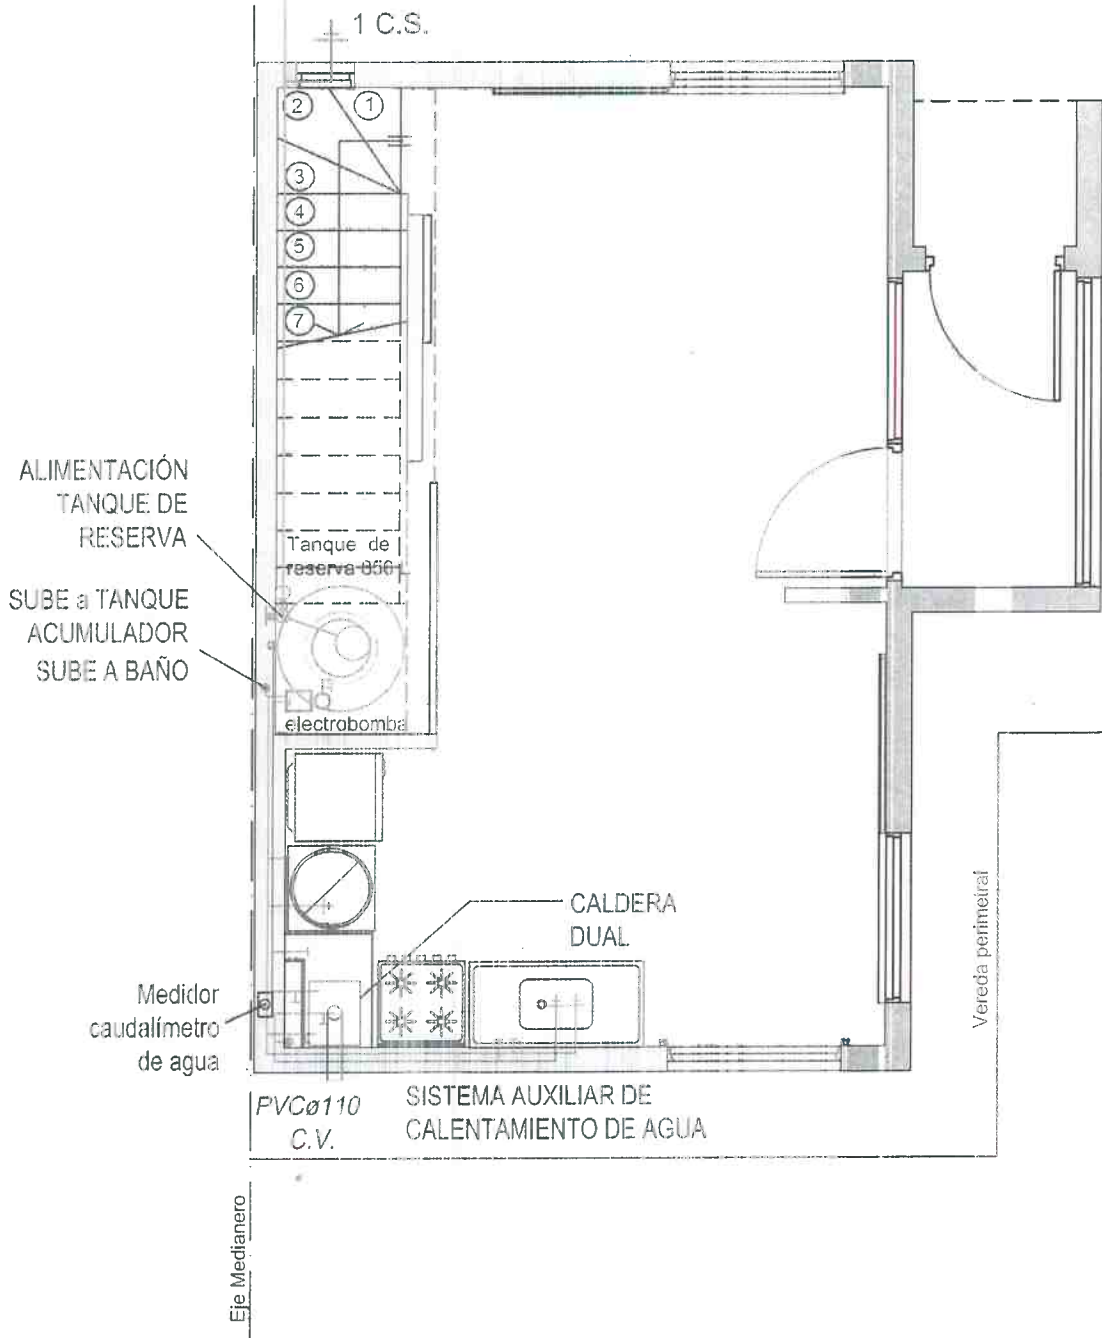 1 C.S.
2
1
3
4
5
6
7
ALIMENTACIÓN
TANQUE DE
RESERVA
Tanque de
reserva 856
SUBE a TANQUE
ACUMULADOR
SUBE A BAÑO
electrobomba
CALDERA
DUAL
Medidor
caudalímetro
de agua
Vereda perimetral
PVCø110
C.V.
SISTEMA AUXILIAR DE
CALENTAMIENTO DE AGUA
Eje Medianero